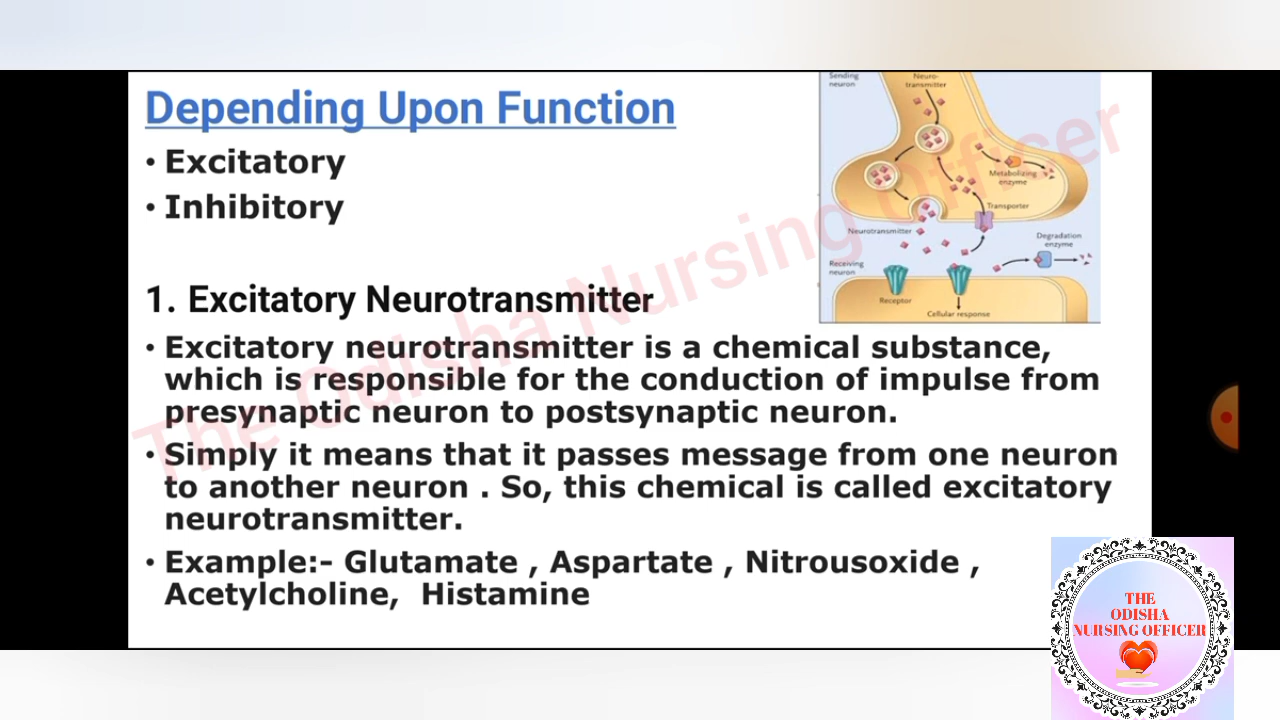 Depending Upon Function
• Excitatory
• Inhibitory
1. Excitatory Neurotransmitter
• Excitatory neurotransmitter is a chemical substance,
which is responsible for the conduction of impulse from
presynaptic neuron to postsynaptic neuron.
• Simply it means that it passes message from one neuron
to another neuron . So, this chemical is called excitatory
neurotransmitter.
• Example:- Glutamate , Aspartate , Nitrousoxide ,
Acetylcholine, Histamine
Sending
neuron
Neuro-
transmitter
Metabolizing
enzyme
Transporter
Neurotransmitter
Degradation
enzyme
Receiving
neuron
Receptor
Cellular response
The Odisha Nursing Officer
THE
ODISHA
NURSING OFFICER